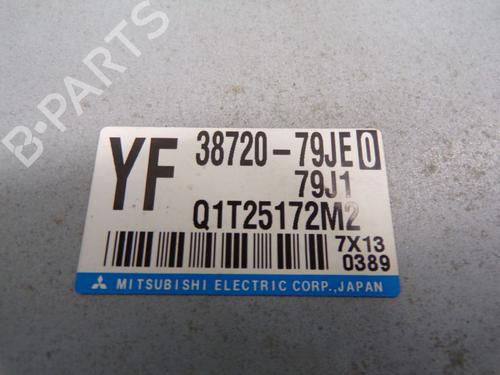 YF 38720-79JE0
79J1
Q1T25172M2
7X13
0389
MITSUBISHI ELECTRIC CORP., JAPAN
B-PARTS